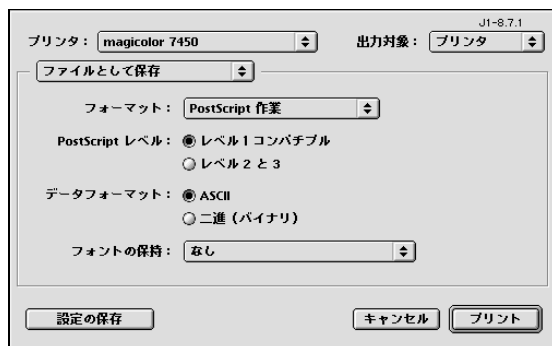 J1-8.7.1
プリンタ： magicolor 7450 出力対象： プリンタ
ファイルとして保存
フォーマット： PostScript 作業
PostScript レベル： レベル 1 コンパチブル
レベル 2 と 3
データフォーマット： ASCII
二進（バイナリ）
フォントの保持： なし
設定の保存 キャンセル プリント